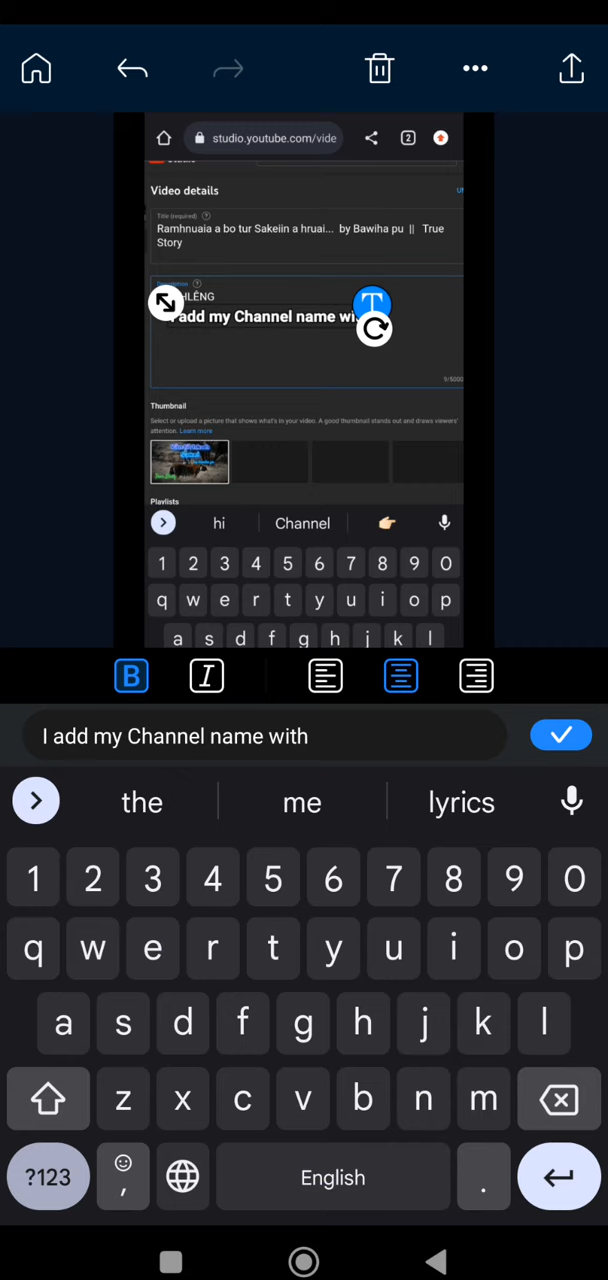 studio.youtube.com/vide
2
Video details
UN
Title (required)
Ramhnuaia a bo tur Sakeiin a hruai... by Bawiha pu || True
Story
HLÊNG
add my Channel name wi
T
9/5000
Thumbnail
Select or upload a picture that shows what's in your video. A good thumbnail stands out and draws viewers'
attention. Learn more
Playlists
hi
Channel
1 2 3 4 5 6 7 8 9 0
q w e r t y u i o p
a s d f g h j k l
B I
I add my Channel name with
the
me
lyrics
1 2 3 4 5 6 7 8 9 0
q w e r t y u i o p
a s d f g h j k l
z x c v b n m
?123 , English .